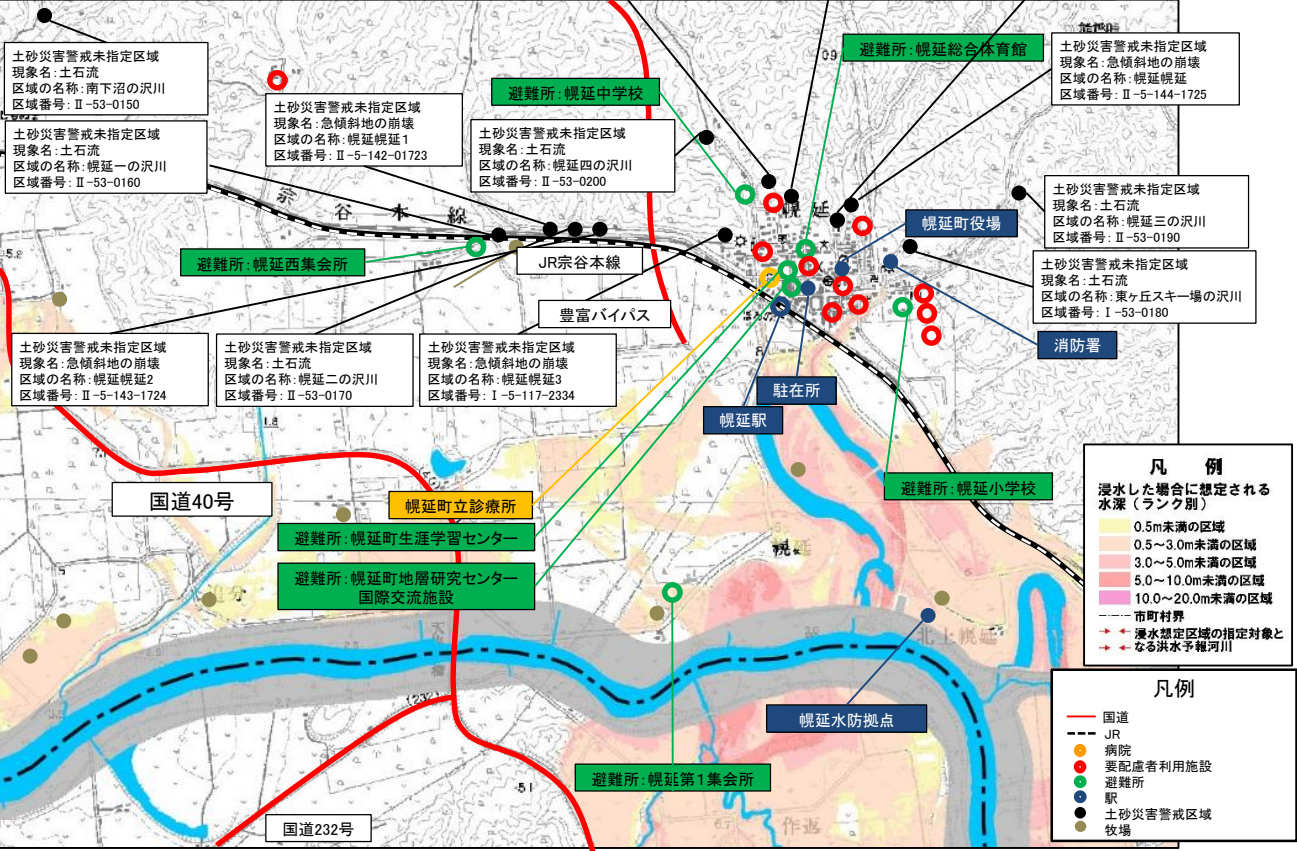 土砂災害警戒未指定区域
現象名:土石流
区域の名称:南下沼の沢川
区域番号:Ⅱ-53-0150
土砂災害警戒未指定区域
現象名:土石流
区域の名称:幌延一の沢川
区域番号:Ⅱ-53-0160
土砂災害警戒未指定区域
現象名:急傾斜地の崩壊
区域の名称:幌延幌延1
区域番号:Ⅱ-5-142-01723
避難所:幌延中学校
土砂災害警戒未指定区域
現象名:土石流
区域の名称:幌延四の沢川
区域番号:Ⅱ-53-0200
避難所:幌延総合体育館
土砂災害警戒未指定区域
現象名:急傾斜地の崩壊
区域の名称:幌延幌延
区域番号:Ⅱ-5-144-1725
宗谷本線
幌延
幌延町役場
土砂災害警戒未指定区域
現象名:土石流
区域の名称:幌延三の沢川
区域番号:Ⅱ-53-0190
避難所:幌延西集会所
JR宗谷本線
豊富バイパス
土砂災害警戒未指定区域
現象名:土石流
区域の名称:東ヶ丘スキー場の沢川
区域番号:Ⅰ-53-0180
消防署
土砂災害警戒未指定区域
現象名:急傾斜地の崩壊
区域の名称:幌延幌延2
区域番号:Ⅱ-5-143-1724
土砂災害警戒未指定区域
現象名:土石流
区域の名称:幌延二の沢川
区域番号:Ⅱ-53-0170
土砂災害警戒未指定区域
現象名:急傾斜地の崩壊
区域の名称:幌延幌延3
区域番号:Ⅰ-5-117-2334
駐在所
幌延駅
1.8
国道40号
幌延町立診療所
避難所:幌延小学校
避難所:幌延町生涯学習センター
避難所:幌延町地層研究センター
国際交流施設
幌延
追分
北上幌延
(232)
幌延水防拠点
避難所:幌延第1集会所
国道232号
作返
凡 例
浸水した場合に想定される
水深(ランク別)
0.5m未満の区域
0.5~3.0m未満の区域
3.0~5.0m未満の区域
5.0~10.0m未満の区域
10.0~20.0m未満の区域
市町村界
浸水想定区域の指定対象と
なる洪水予報河川
凡例
国道
JR
病院
要配慮者利用施設
避難所
駅
土砂災害警戒区域
牧場